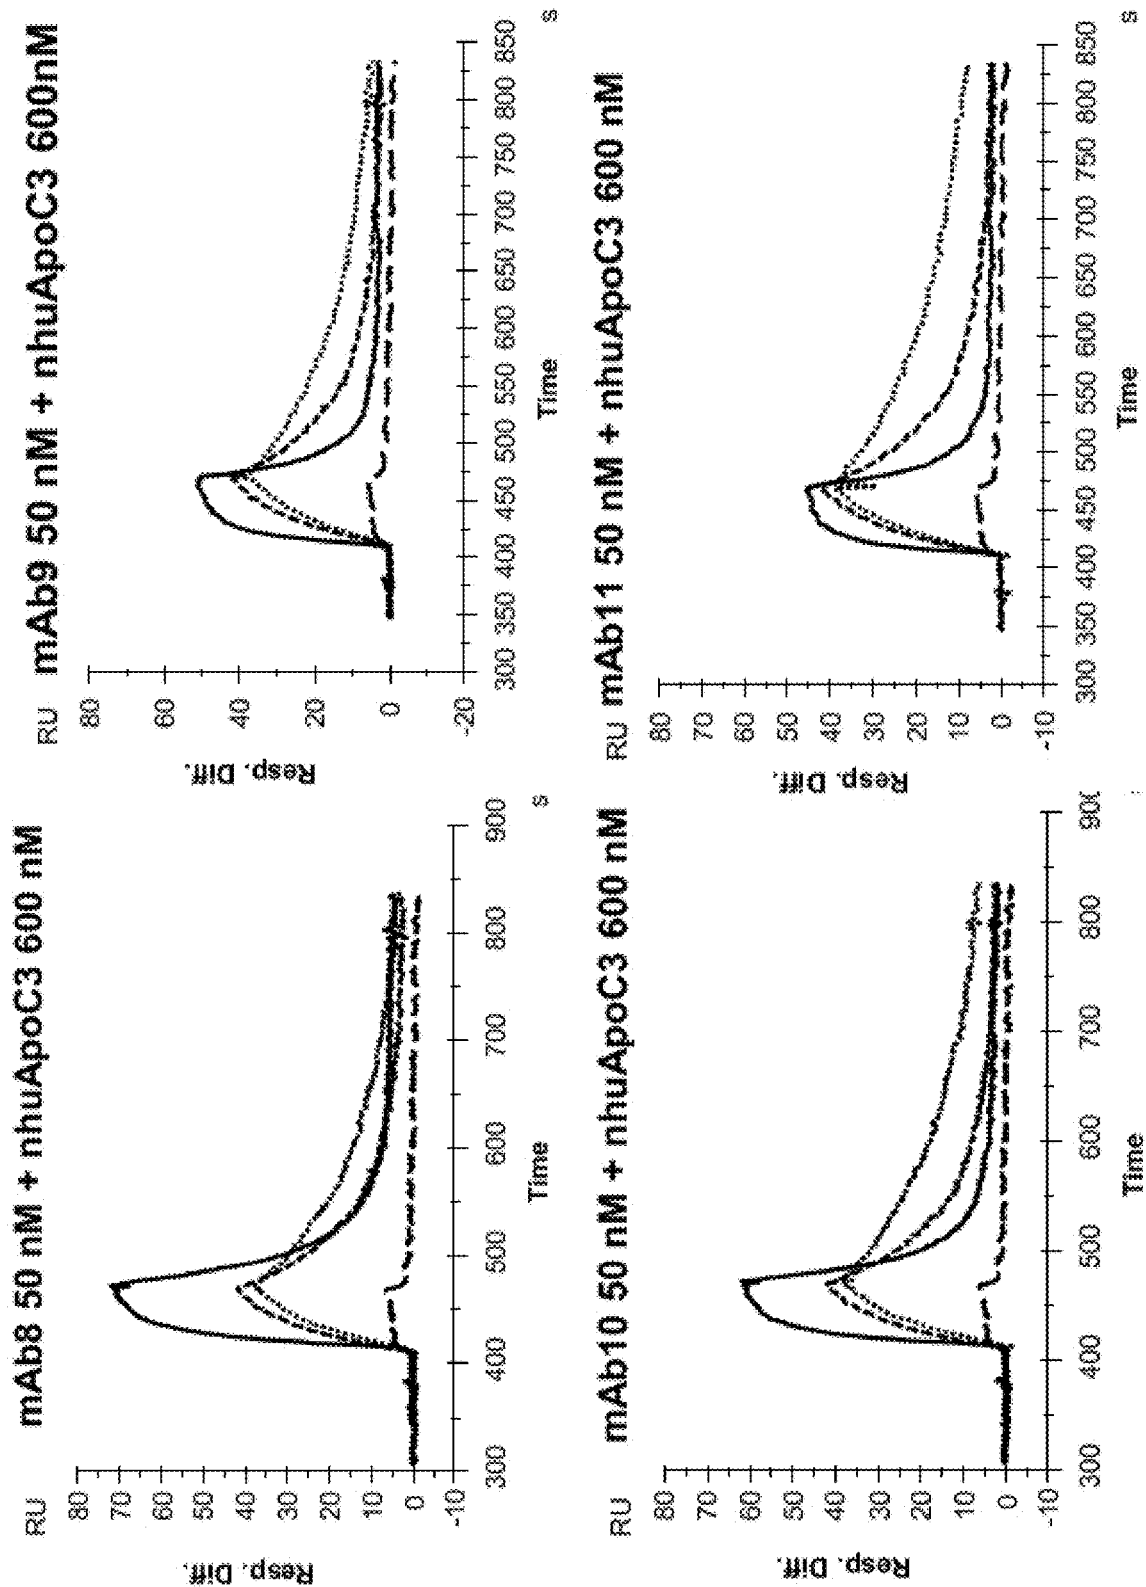 mAb8 50 nM + nhuApoC3 600 nM
RU
80
70
60
50
40
30
20
10
0
-10
Resp. Diff.
300 400 500 600 700 800 900
Time
s
mAb9 50 nM + nhuApoC3 600nM
RU
80
60
40
20
0
-20
Resp. Diff.
300 350 400 450 500 550 600 650 700 750 800 850
Time
s
mAb10 50 nM + nhuApoC3 600 nM
RU
80
70
60
50
40
30
20
10
0
-10
Resp. Diff.
300 400 500 600 700 800
Time
mAb11 50 nM + nhuApoC3 600 nM
RU
80
70
60
50
40
30
20
10
0
-10
Resp. Diff.
300 350 400 450 500 550 600 650 700 750 800 850
Time
s